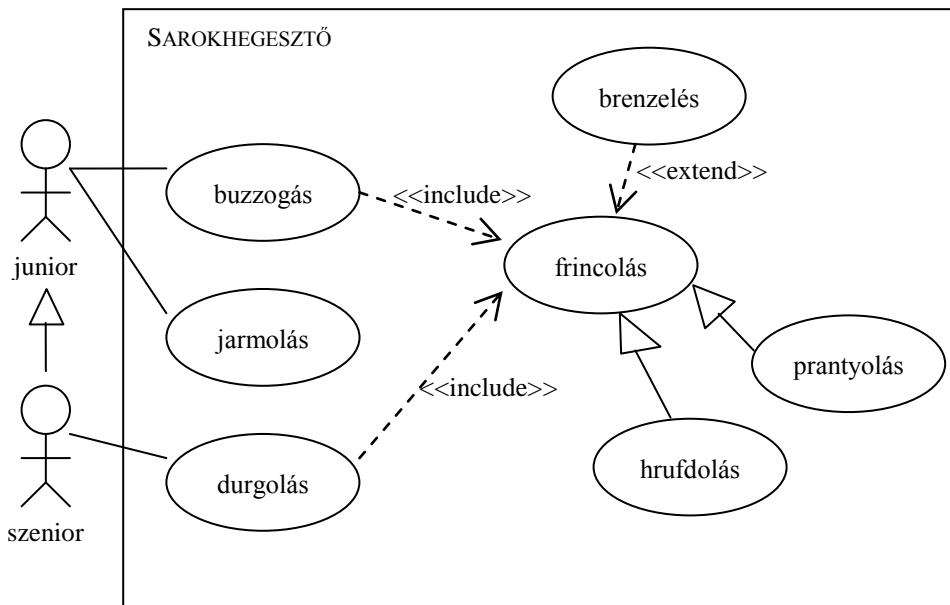 SAROKHEGESZTŐ
brenzelés
<<extend>>
buzzogás
<<include>>
junior
frincolás
jarmolás
prantyolás
<<include>>
hrufdolás
durgolás
szenior